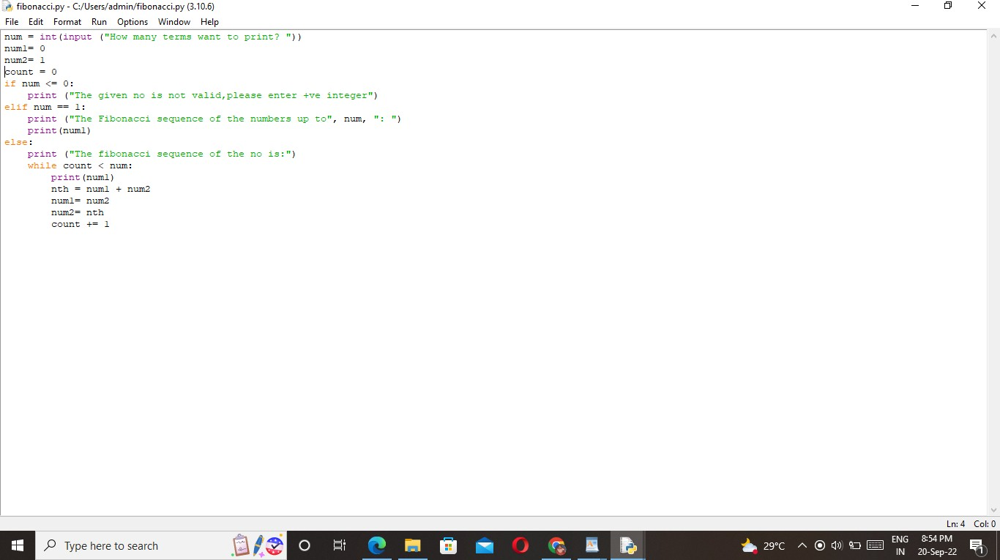 fibonacci.py - C:/Users/admin/fibonacci.py (3.10.6)
File Edit Format Run Options Window Help
num = int(input ("How many terms want to print? "))
num1= 0
num2= 1
count = 0
if num <= 0:
    print ("The given no is not valid,please enter +ve integer")
elif num == 1:
    print ("The Fibonacci sequence of the numbers up to", num, ": ")
    print(num1)
else:
    print ("The fibonacci sequence of the no is:")
    while count < num:
        print(num1)
        nth = num1 + num2
        num1= num2
        num2= nth
        count += 1
Ln: 4 Col: 0
Type here to search
29°C
ENG
IN
8:54 PM
20-Sep-22
1